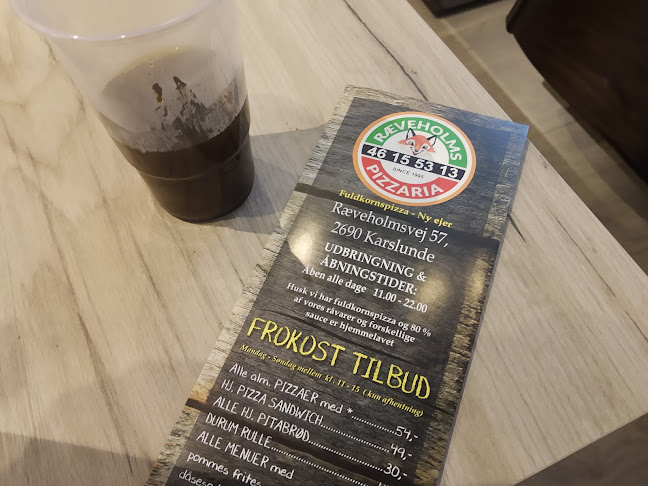 RÆVEHOLMS
46 15 53 13
SINCE 1995
PIZZARIA
Fuldkornspizza - Ny ejer
Ræveholmsvej 57,
2690 Karslunde
UDBRINGNING &
ÅBNINGSTIDER:
Åben alle dage 11.00 - 22.00
Husk vi har fuldkornspizza og 80 %
af vores råvarer og forskellige
sauce er hjemmelavet
FROKOST TILBUD
Mandag - Søndag mellem kl. 11 - 15 ( kun afhentning)
Alle alm. PIZZAER med *..............54,-
HJ. PIZZA SANDWICH..............49,-
ALLE HJ. PITABRØD..............30,-
DURUM RULLE
ALLE MENUER med
pommes frites